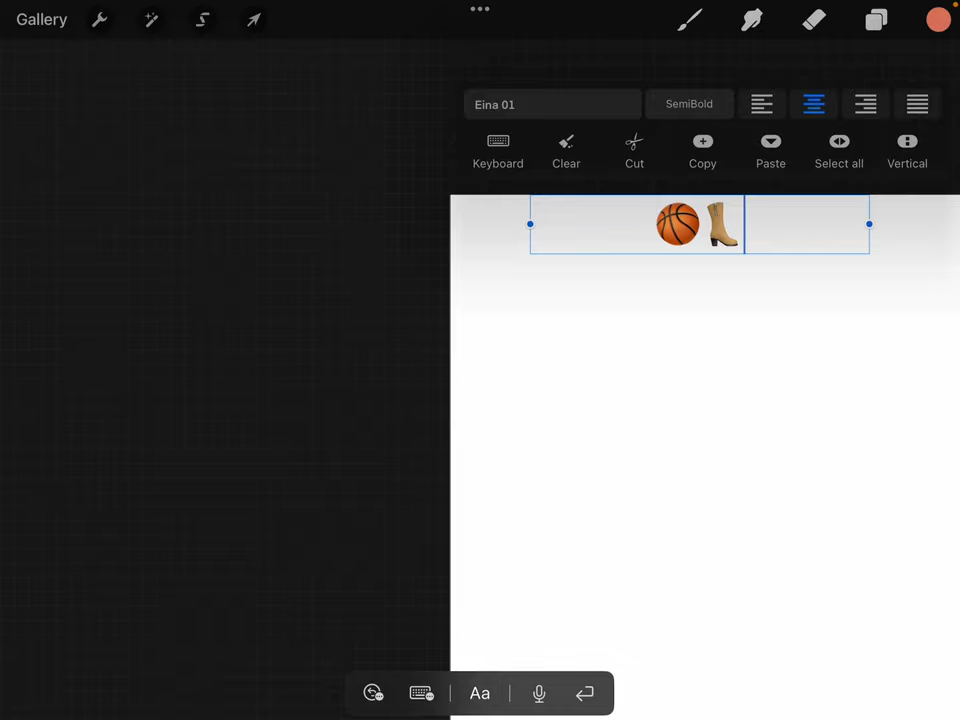 Gallery
Eina 01 SemiBold
Keyboard Clear Cut Copy Paste Select all Vertical
🏀👢
Aa